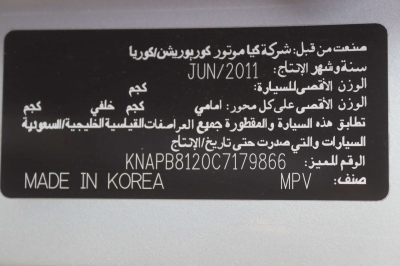 صنعت من قبل: شركة كيا موتور كوربوريشن/كوريا
سنة وشهر الإنتاج: JUN/2011
الوزن الأقصى للسيارة: كجم
الوزن الأقصى على كل محور: أمامي كجم خلفي كجم
تطابق هذه السيارة والمقطورة جميع المواصفات القياسية الخليجية/السعودية
السيارات والتي صدرت حتى تاريخ/الإنتاج
الرقم المميز: KNAPB8120C7179866
صنف: MPV MADE IN KOREA